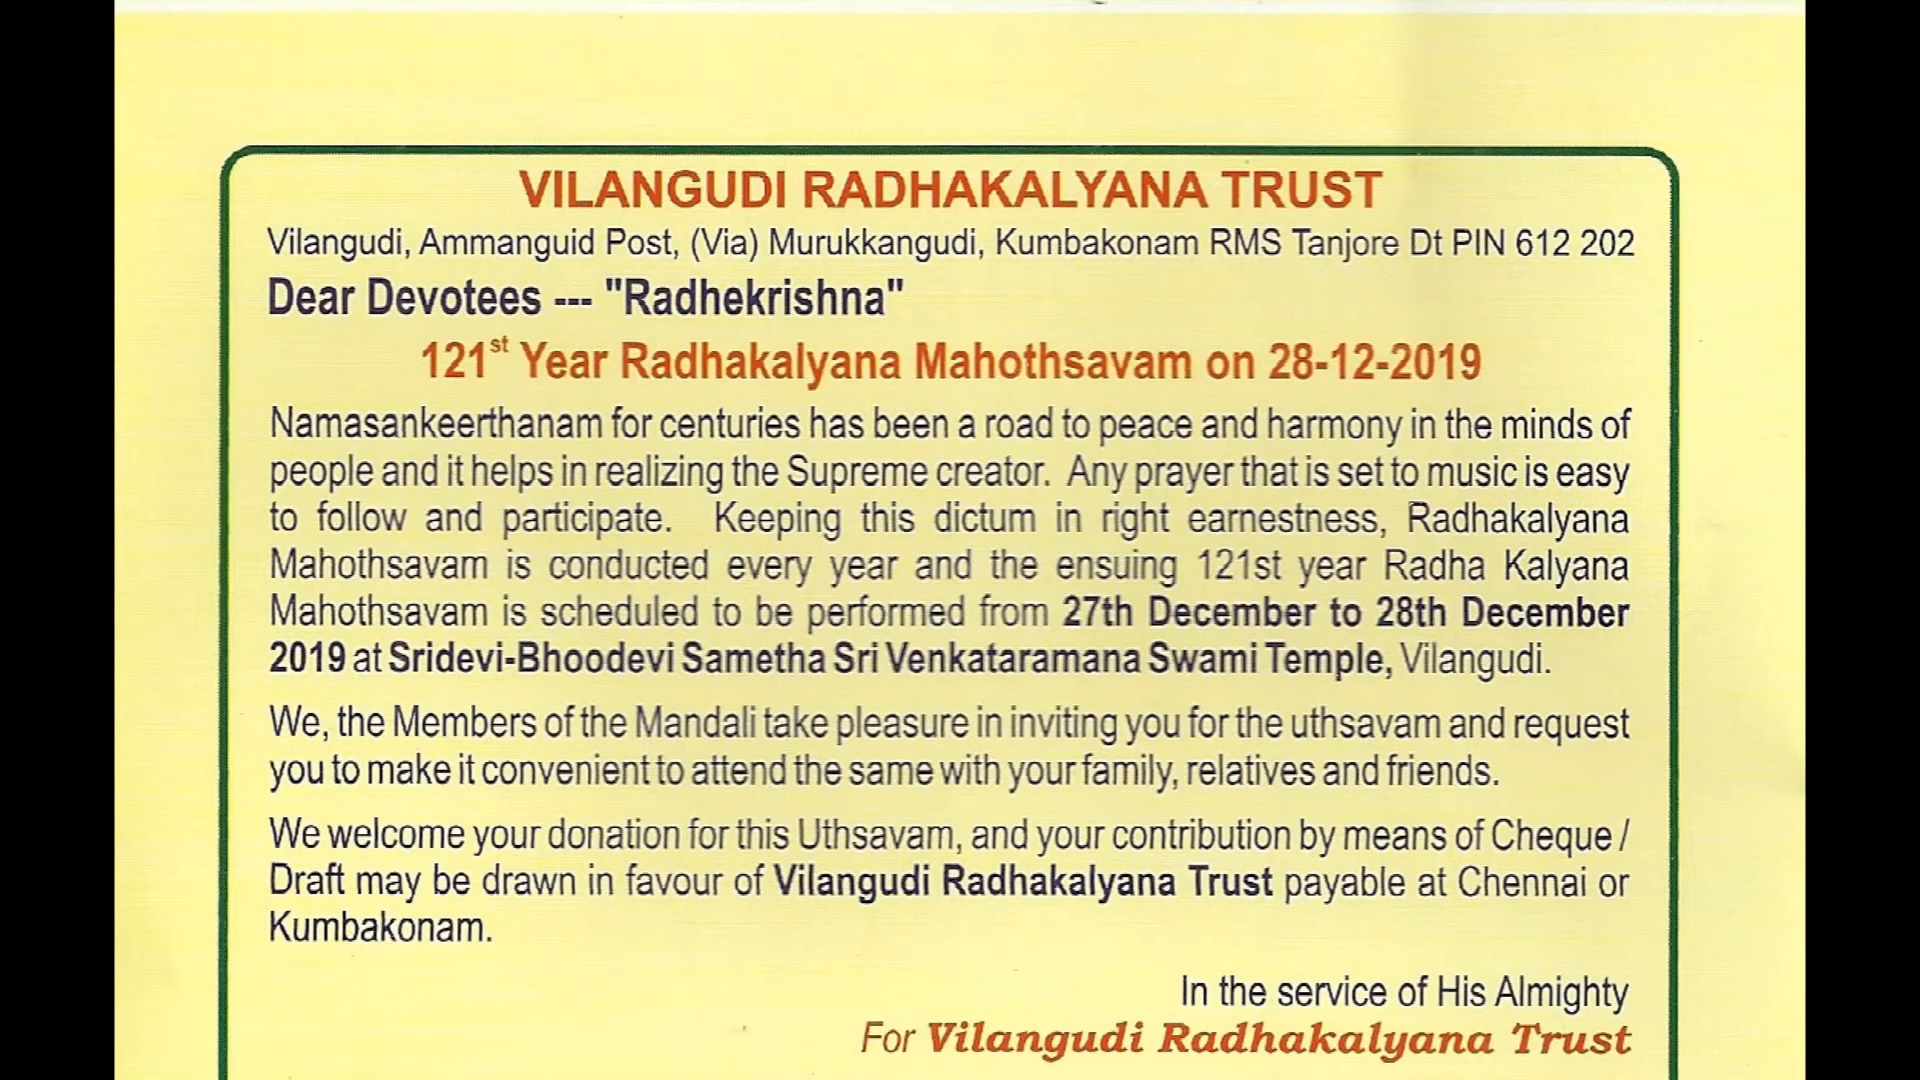 VILANGUDI RADHAKALYANA TRUST
Vilangudi, Ammanguid Post, (Via) Murukkangudi, Kumbakonam RMS Tanjore Dt PIN 612 202
Dear Devotees --- "Radhekrishna"
121st Year Radhakalyana Mahothsavam on 28-12-2019
Namasankeerthanam for centuries has been a road to peace and harmony in the minds of
people and it helps in realizing the Supreme creator. Any prayer that is set to music is easy
to follow and participate. Keeping this dictum in right earnestness, Radhakalyana
Mahothsavam is conducted every year and the ensuing 121st year Radha Kalyana
Mahothsavam is scheduled to be performed from 27th December to 28th December
2019 at Sridevi-Bhoodevi Sametha Sri Venkataramana Swami Temple, Vilangudi.
We, the Members of the Mandali take pleasure in inviting you for the uthsavam and request
you to make it convenient to attend the same with your family, relatives and friends.
We welcome your donation for this Uthsavam, and your contribution by means of Cheque /
Draft may be drawn in favour of Vilangudi Radhakalyana Trust payable at Chennai or
Kumbakonam.
In the service of His Almighty
For Vilangudi Radhakalyana Trust